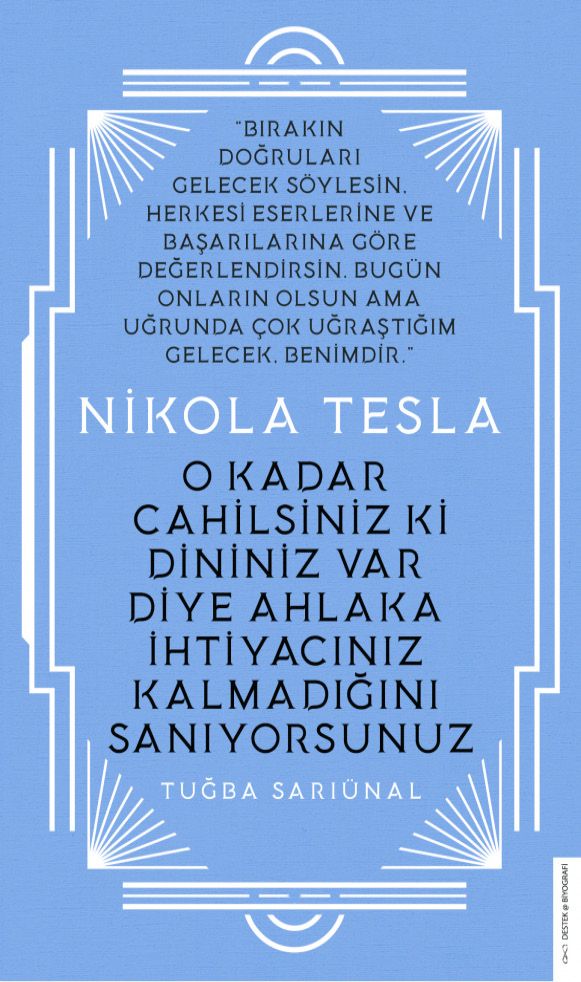 "BIRAKIN
DOĞRULARI
GELECEK SÖYLESİN.
HERKESİ ESERLERİNE VE
BAŞARILARINA GÖRE
DEĞERLENDİRSİN. BUGÜN
ONLARIN OLSUN AMA
UĞRUNDA ÇOK UĞRAŞTIĞIM
GELECEK. BENİMDİR."
NİKOLA TESLA
O KADAR
CAHİLSİNİZ Kİ
DİNİNİZ VAR
DİYE AHLAKA
İHTİYACINIZ
KALMADIĞINI
SANIYORSUNUZ
TUĞBA SARIÜNAL
DESTEK @ BİYOGRAFİ